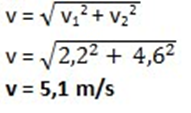 v = √v₁² + v₂²
v = √2,2² + 4,6²
v = 5,1 m/s